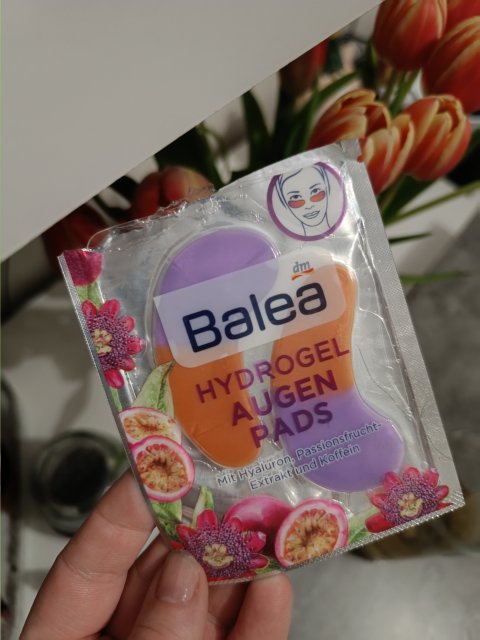 dm
Balea
HYDROGEL
AUGEN
PADS
Mit Hyaluron, Passionsfrucht-
Extrakt und Koffein